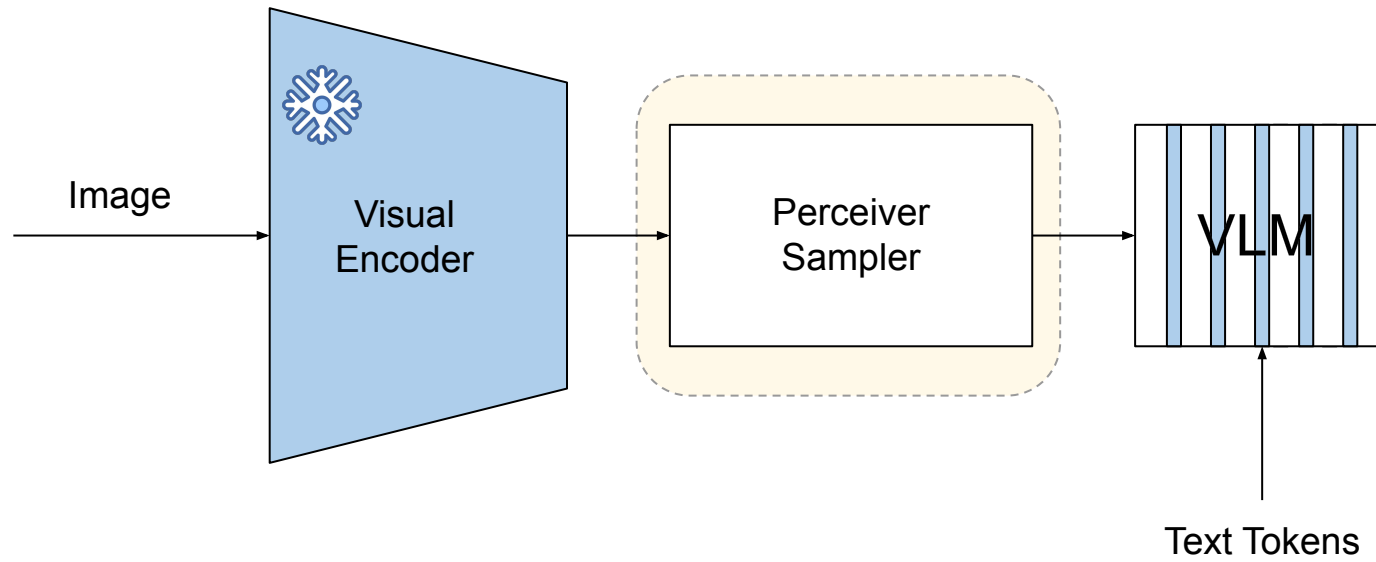 Image
Visual
Encoder
Perceiver
Sampler
VLM
Text Tokens